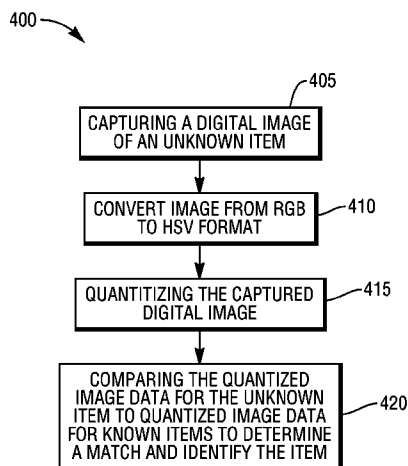 400
405
CAPTURING A DIGITAL IMAGE
OF AN UNKNOWN ITEM
CONVERT IMAGE FROM RGB
TO HSV FORMAT
410
QUANTITIZING THE CAPTURED
DIGITAL IMAGE
415
COMPARING THE QUANTIZED
IMAGE DATA FOR THE UNKNOWN
ITEM TO QUANTIZED IMAGE DATA
FOR KNOWN ITEMS TO DETERMINE
A MATCH AND IDENTIFY THE ITEM
420